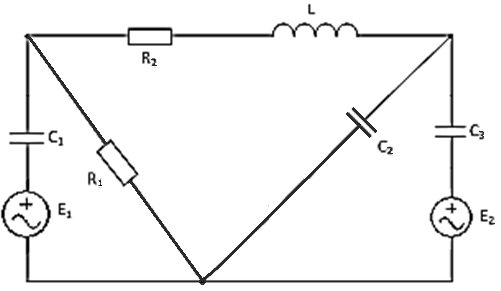 L
R₂
C₁
C₂
C₃
R₁
+
E₁
+
E₂